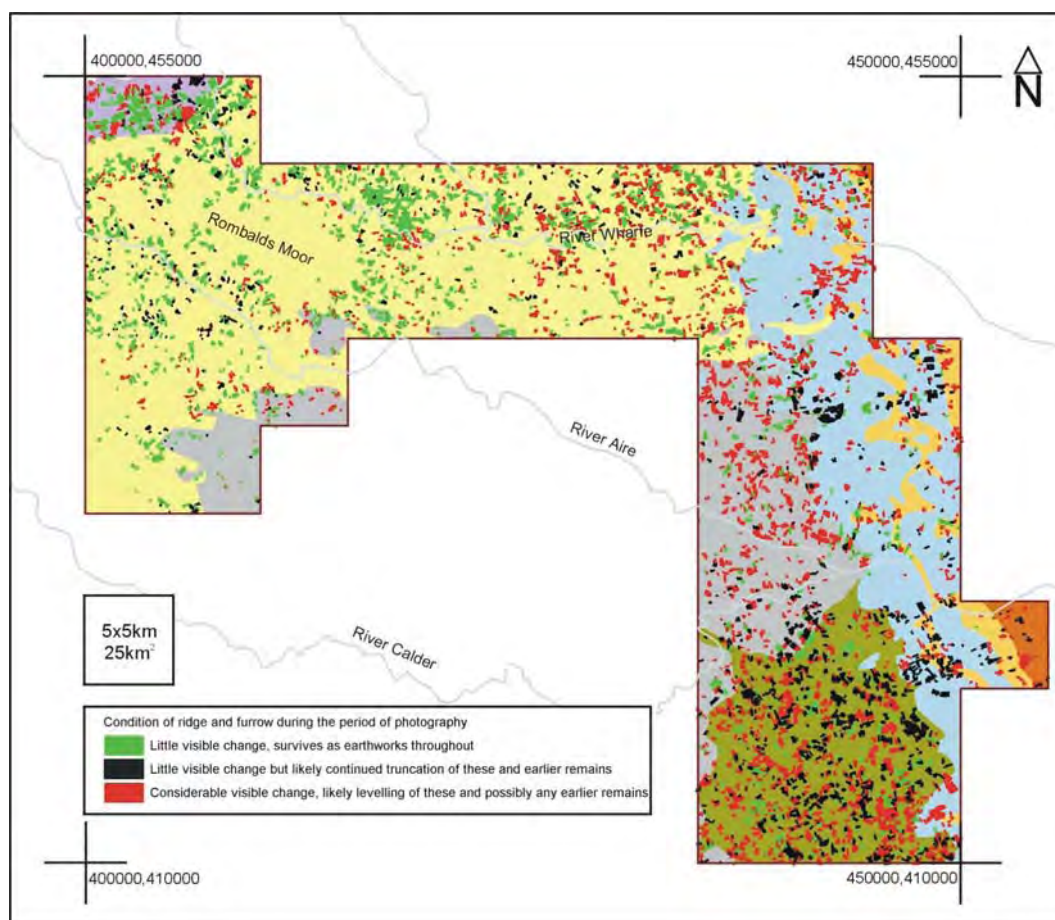 400000,455000
450000,455000
N
Rombalds Moor
River Wharfe
River Aire
River Calder
5x5km
25km²
Condition of ridge and furrow during the period of photography
Little visible change, survives as earthworks throughout
Little visible change but likely continued truncation of these and earlier remains
Considerable visible change, likely levelling of these and possibly any earlier remains
400000,410000
450000,410000